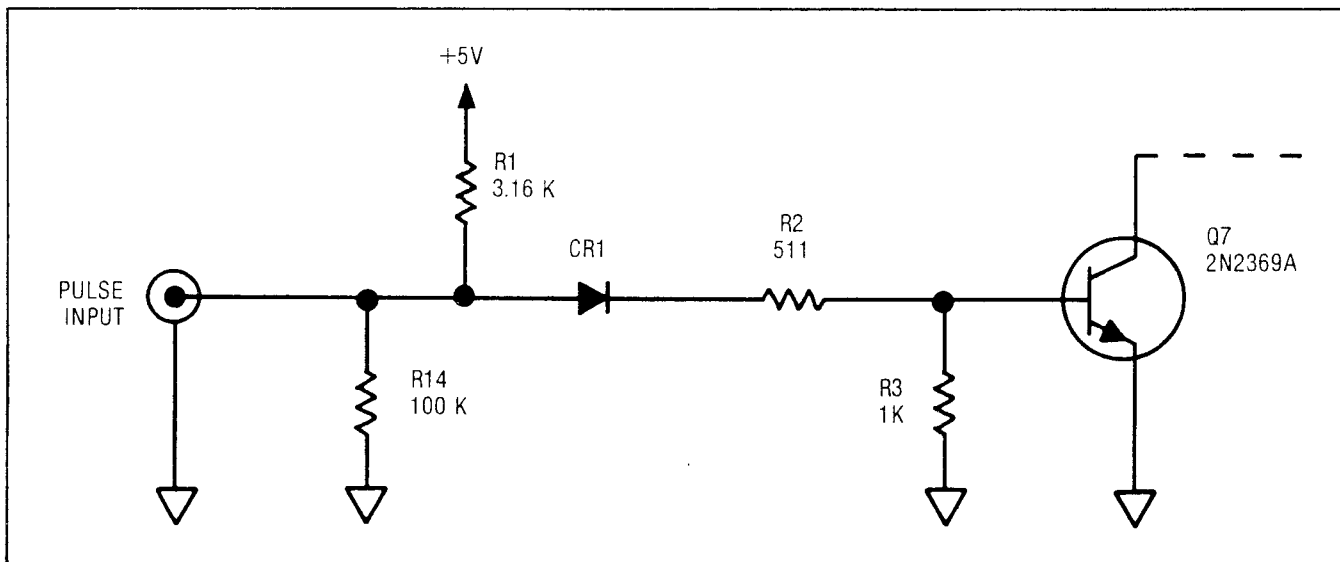 +5V
R1
3.16 K
CR1
R2
511
Q7
2N2369A
PULSE
INPUT
R14
100 K
R3
1K